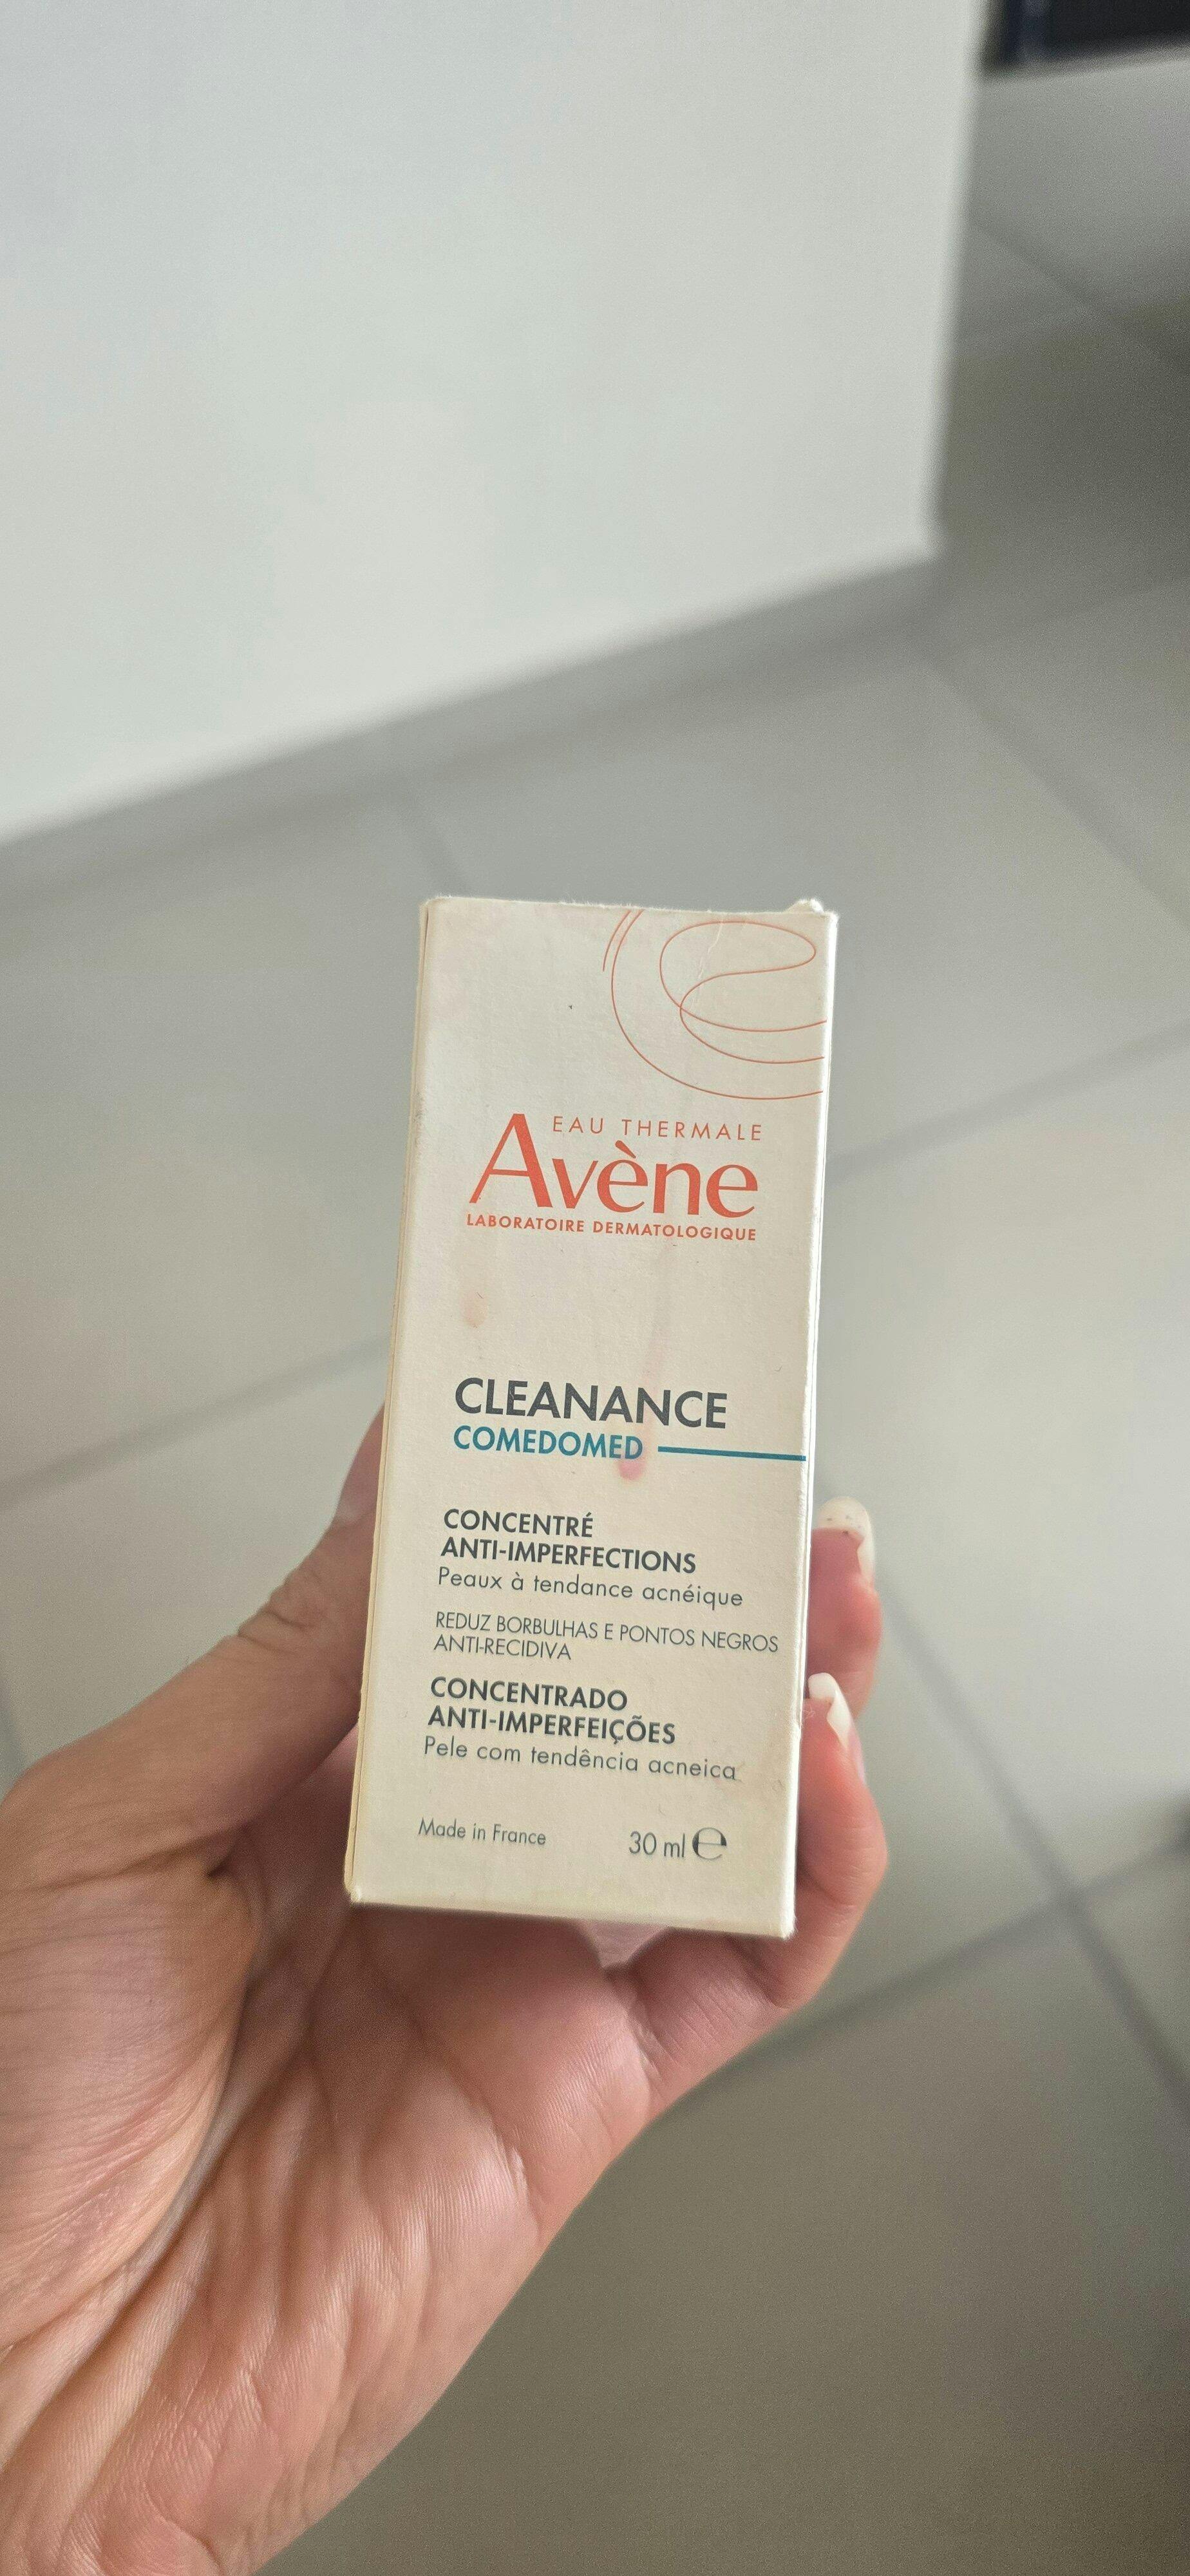 EAU THERMALE
Avène
LABORATOIRE DERMATOLOGIQUE
CLEANANCE
COMEDOMED
CONCENTRÉ
ANTI-IMPERFECTIONS
Peaux à tendance acnéique
REDUZ BORBULHAS E PONTOS NEGROS
ANTI-RECIDIVA
CONCENTRADO
ANTI-IMPERFEIÇÕES
Pele com tendência acneica
Made in France 30 ml ℮